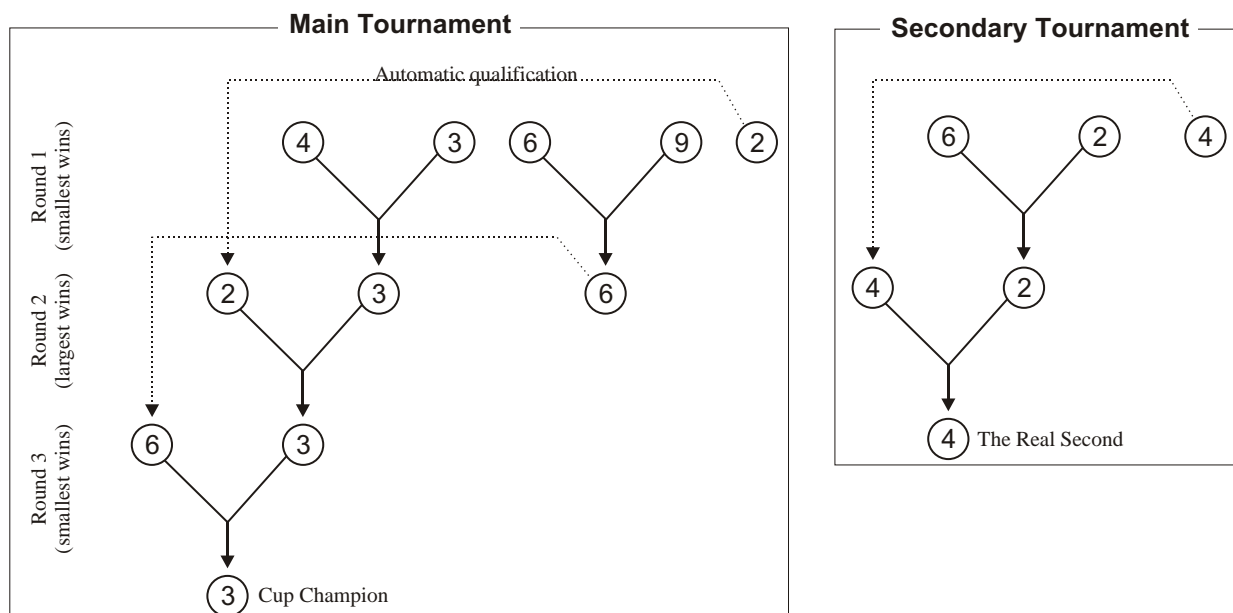 Main Tournament
Secondary Tournament
Automatic qualification
Round 1
(smallest wins)
4 3 6 9 2
6 2 4
Round 2
(largest wins)
2 3 6
4 2
Round 3
(smallest wins)
6 3
4 The Real Second
3 Cup Champion